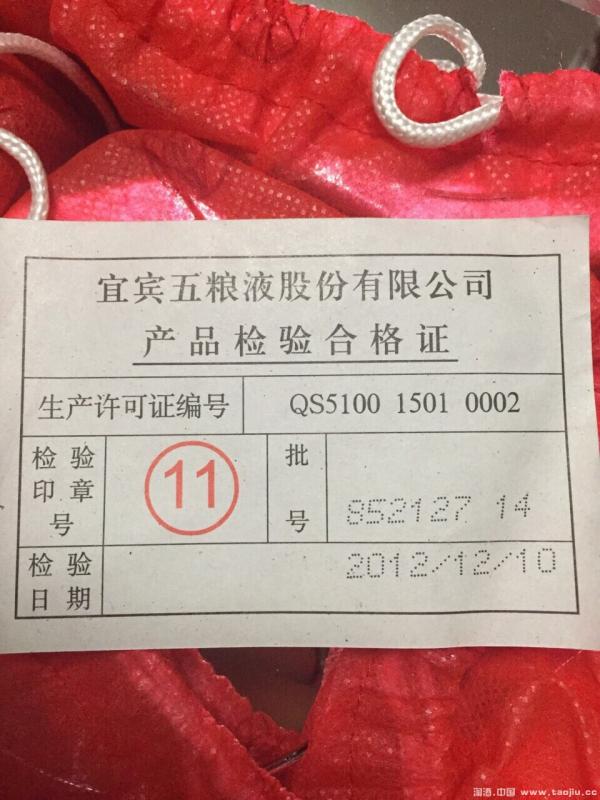 宜宾五粮液股份有限公司
产品检验合格证
生产许可证编号 QS5100 1501 0002
检验印章号 11 批号 852127 14
检验日期 2012/12/10
淘酒.中国 www.taojiu.cc